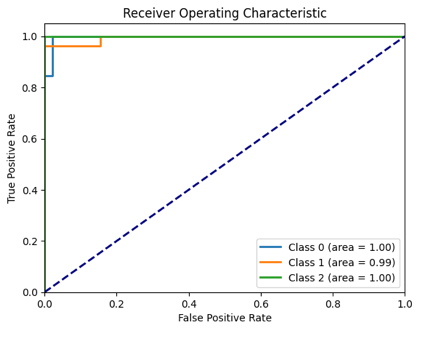 Receiver Operating Characteristic
True Positive Rate
1.0
0.8
0.6
0.4
0.2
0.0
0.0 0.2 0.4 0.6 0.8 1.0
False Positive Rate
Class 0 (area = 1.00)
Class 1 (area = 0.99)
Class 2 (area = 1.00)